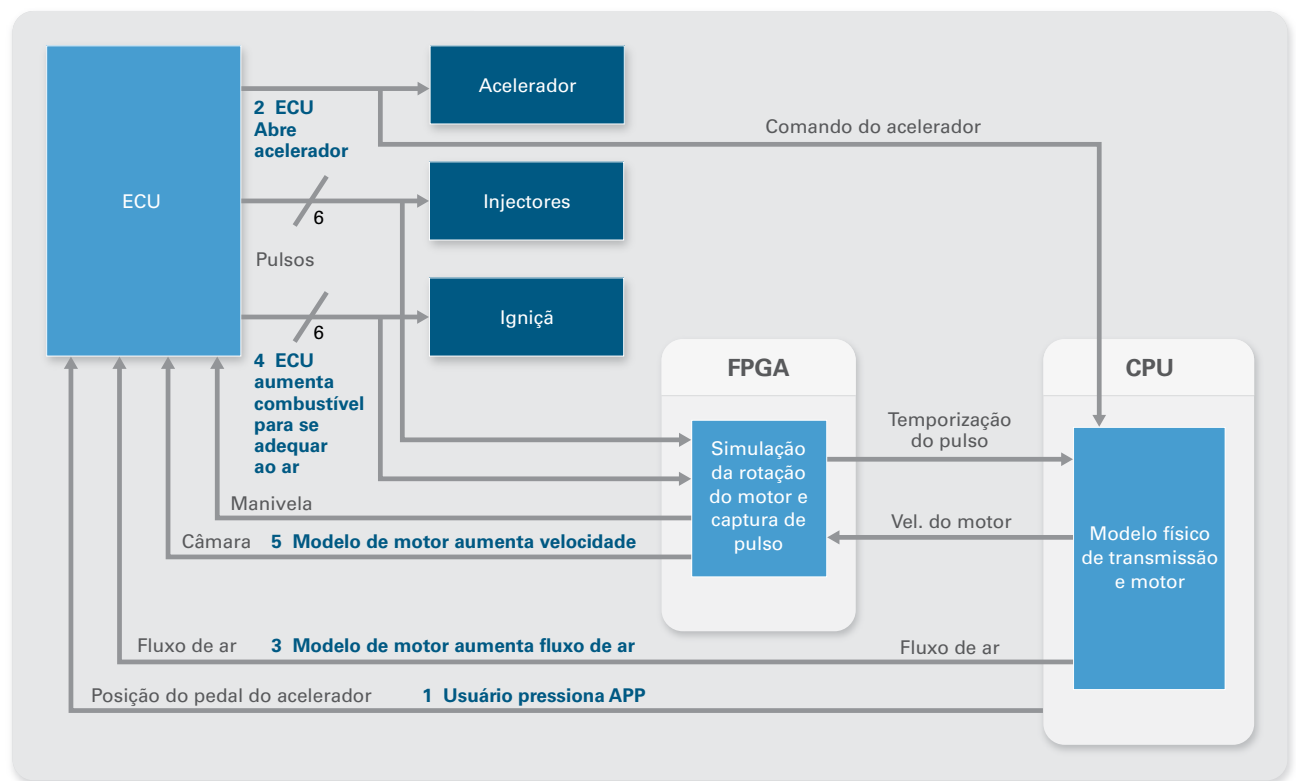 ECU
2 ECU
Abre
acelerador
Acelerador
Comando do acelerador
6
Injectores
Pulsos
6
Igniçã
4 ECU
aumenta
combustível
para se
adequar
ao ar
FPGA
CPU
Simulação
da rotação
do motor e
captura de
pulso
Temporização
do pulso
Vel. do motor
Modelo físico
de transmissão
e motor
Manivela
Câmara 5 Modelo de motor aumenta velocidade
Fluxo de ar 3 Modelo de motor aumenta fluxo de ar
Fluxo de ar
Posição do pedal do acelerador 1 Usuário pressiona APP